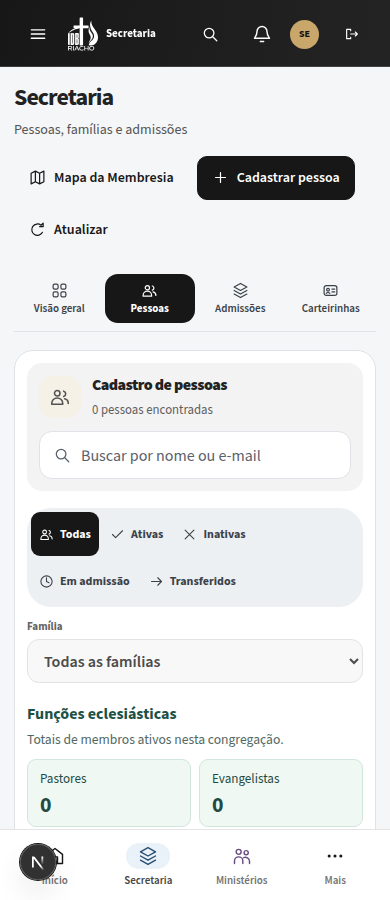 IDB
RIACHO
Secretaria
SE
Secretaria
Pessoas, famílias e admissões
Mapa da Membresia
Cadastrar pessoa
Atualizar
Visão geral
Pessoas
Admissões
Carteirinhas
Cadastro de pessoas
0 pessoas encontradas
Buscar por nome ou e-mail
Todas
Ativas
Inativas
Em admissão
Transferidos
Família
Todas as famílias
Funções eclesiásticas
Totais de membros ativos nesta congregação.
Pastores
Evangelistas
0
0
N
Início
Secretaria
Ministérios
Mais